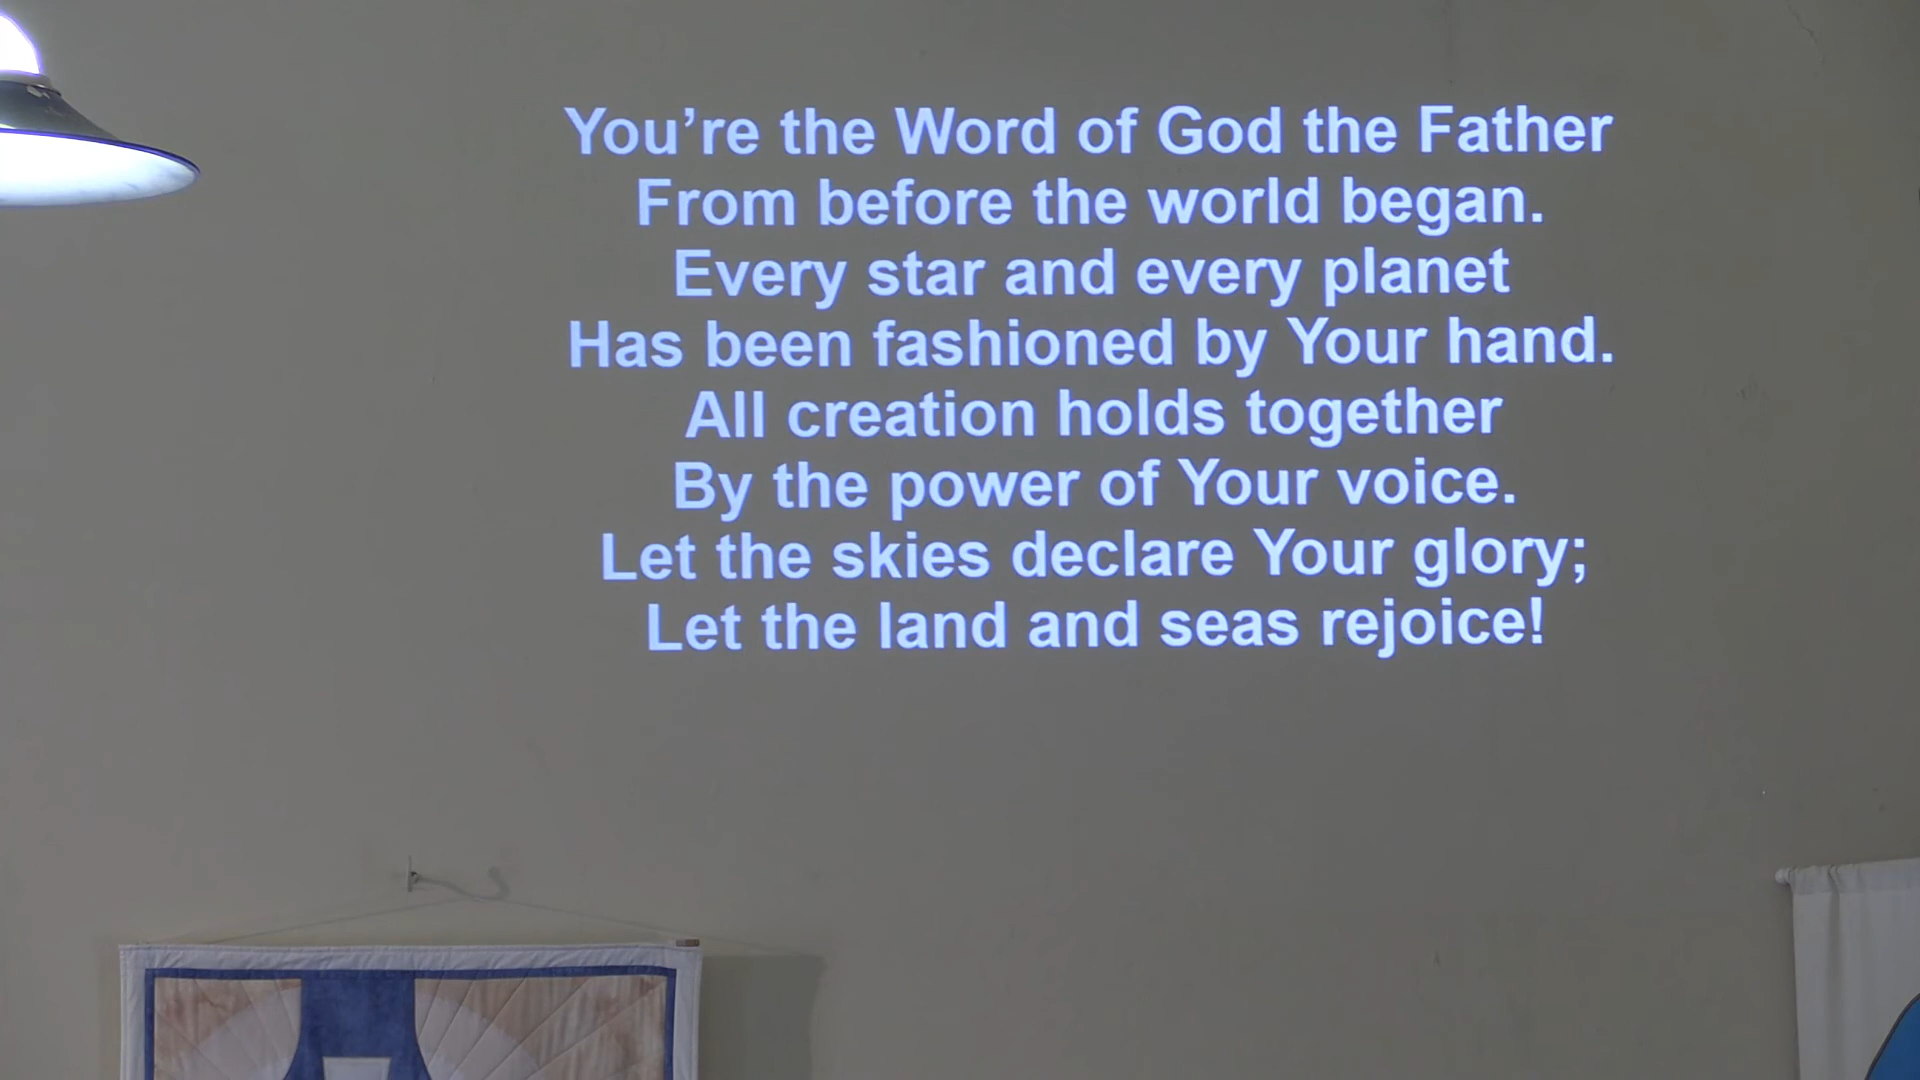 You’re the Word of God the Father
From before the world began.
Every star and every planet
Has been fashioned by Your hand.
All creation holds together
By the power of Your voice.
Let the skies declare Your glory;
Let the land and seas rejoice!